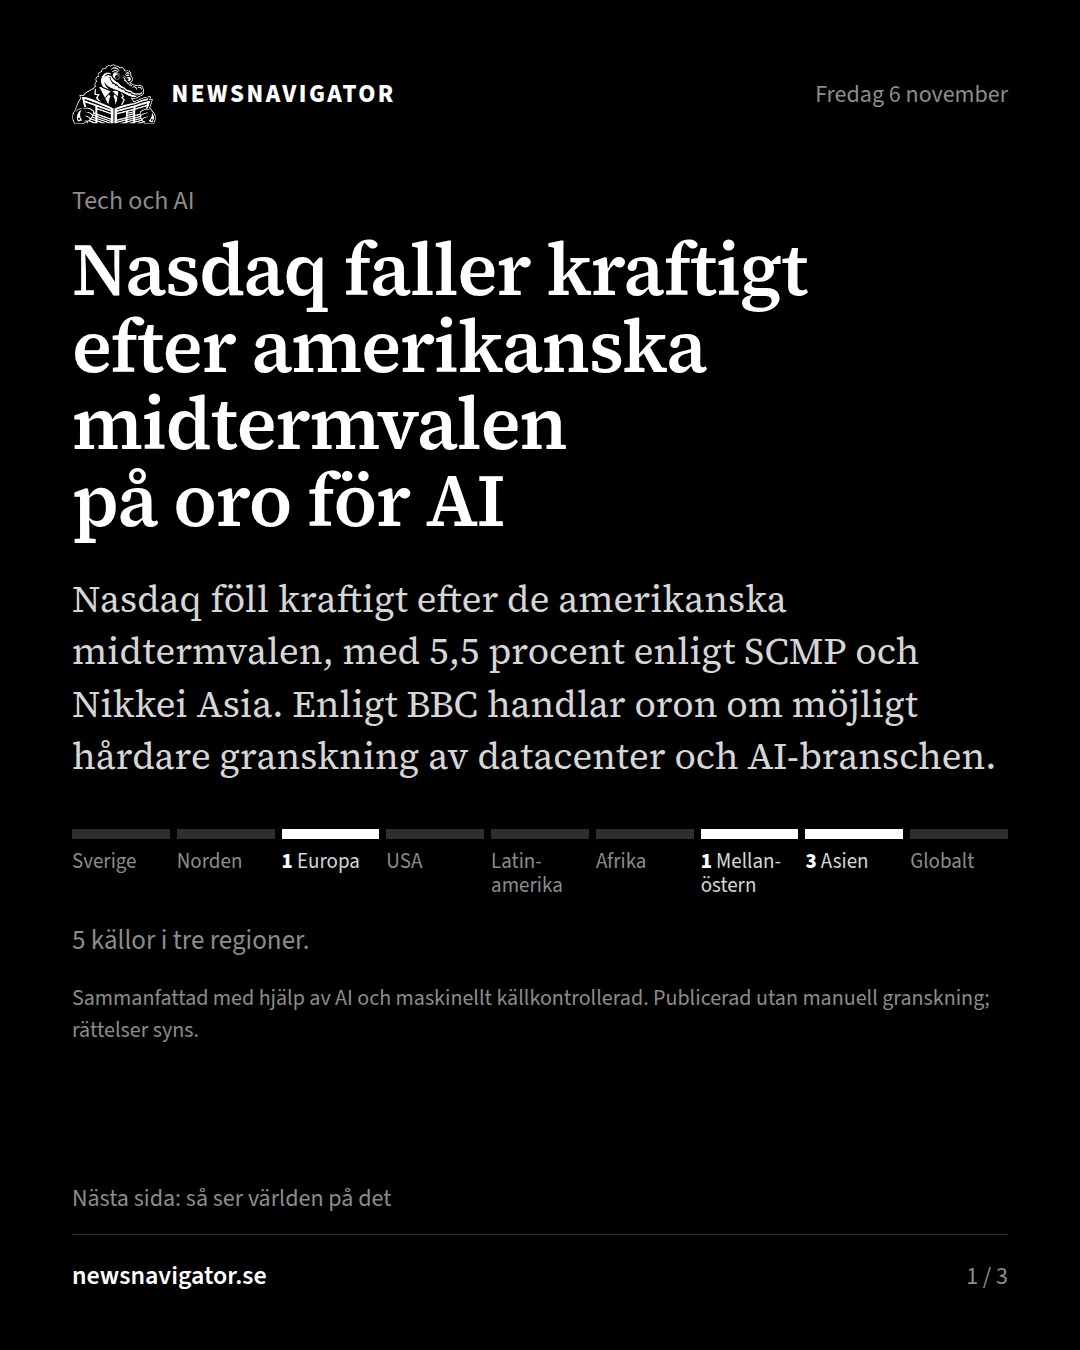 NEWSNAVIGATOR
Fredag 6 november
Tech och AI
Nasdaq faller kraftigt
efter amerikanska
midtermvalen
på oro för AI
Nasdaq föll kraftigt efter de amerikanska
midtermvalen, med 5,5 procent enligt SCMP och
Nikkei Asia. Enligt BBC handlar oron om möjligt
hårdare granskning av datacenter och AI-branschen.
Sverige
Norden
1 Europa
USA
Latin-
amerika
Afrika
1 Mellan-
östern
3 Asien
Globalt
5 källor i tre regioner.
Sammanfattad med hjälp av AI och maskinellt källkontrollerad. Publicerad utan manuell granskning;
rättelser syns.
Nästa sida: så ser världen på det
newsnavigator.se
1 / 3